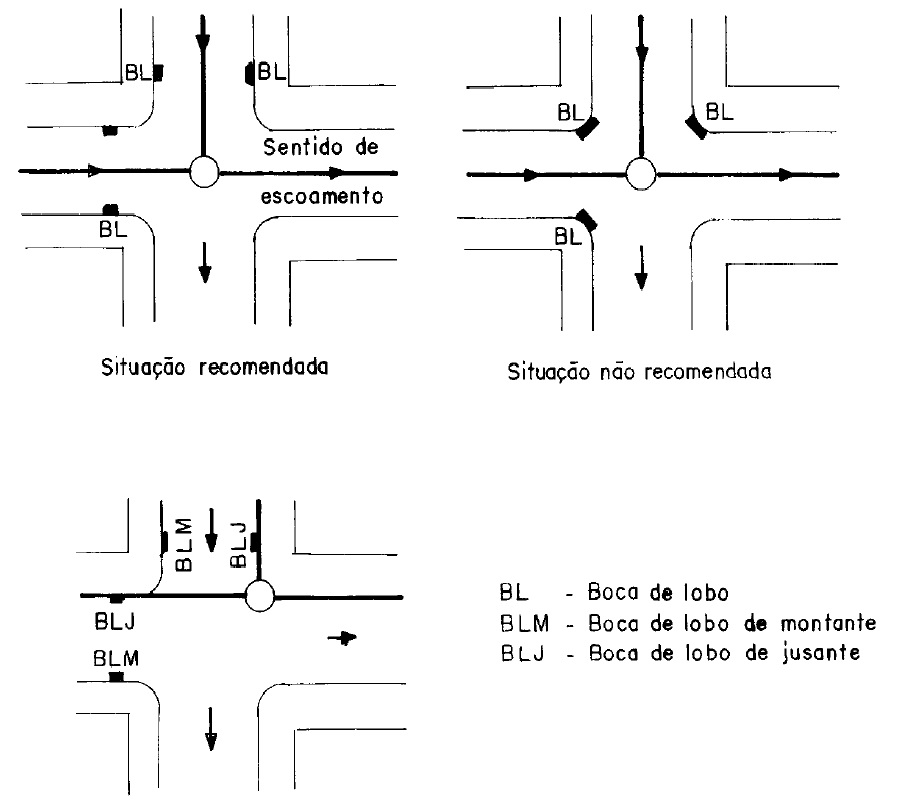 BL
BL
Sentido de
escoamento
BL
Situação recomendada
BL
BL
BL
Situação não recomendada
BLM
BLJ
BLJ
BLM
BL - Boca de lobo
BLM - Boca de lobo de montante
BLJ - Boca de lobo de jusante